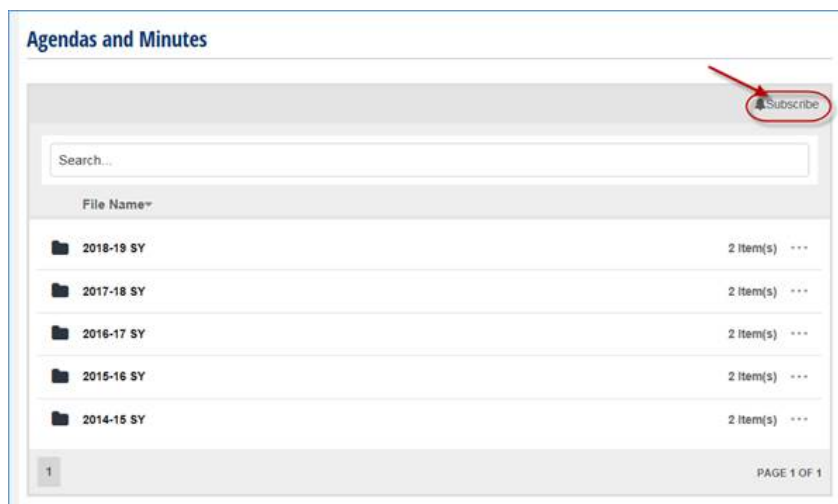 Agendas and Minutes
Subscribe
Search...
File Name
2018-19 SY 2 Item(s) ...
2017-18 SY 2 Item(s) ...
2016-17 SY 2 Item(s) ...
2015-16 SY 2 Item(s) ...
2014-15 SY 2 Item(s) ...
1 PAGE 1 OF 1